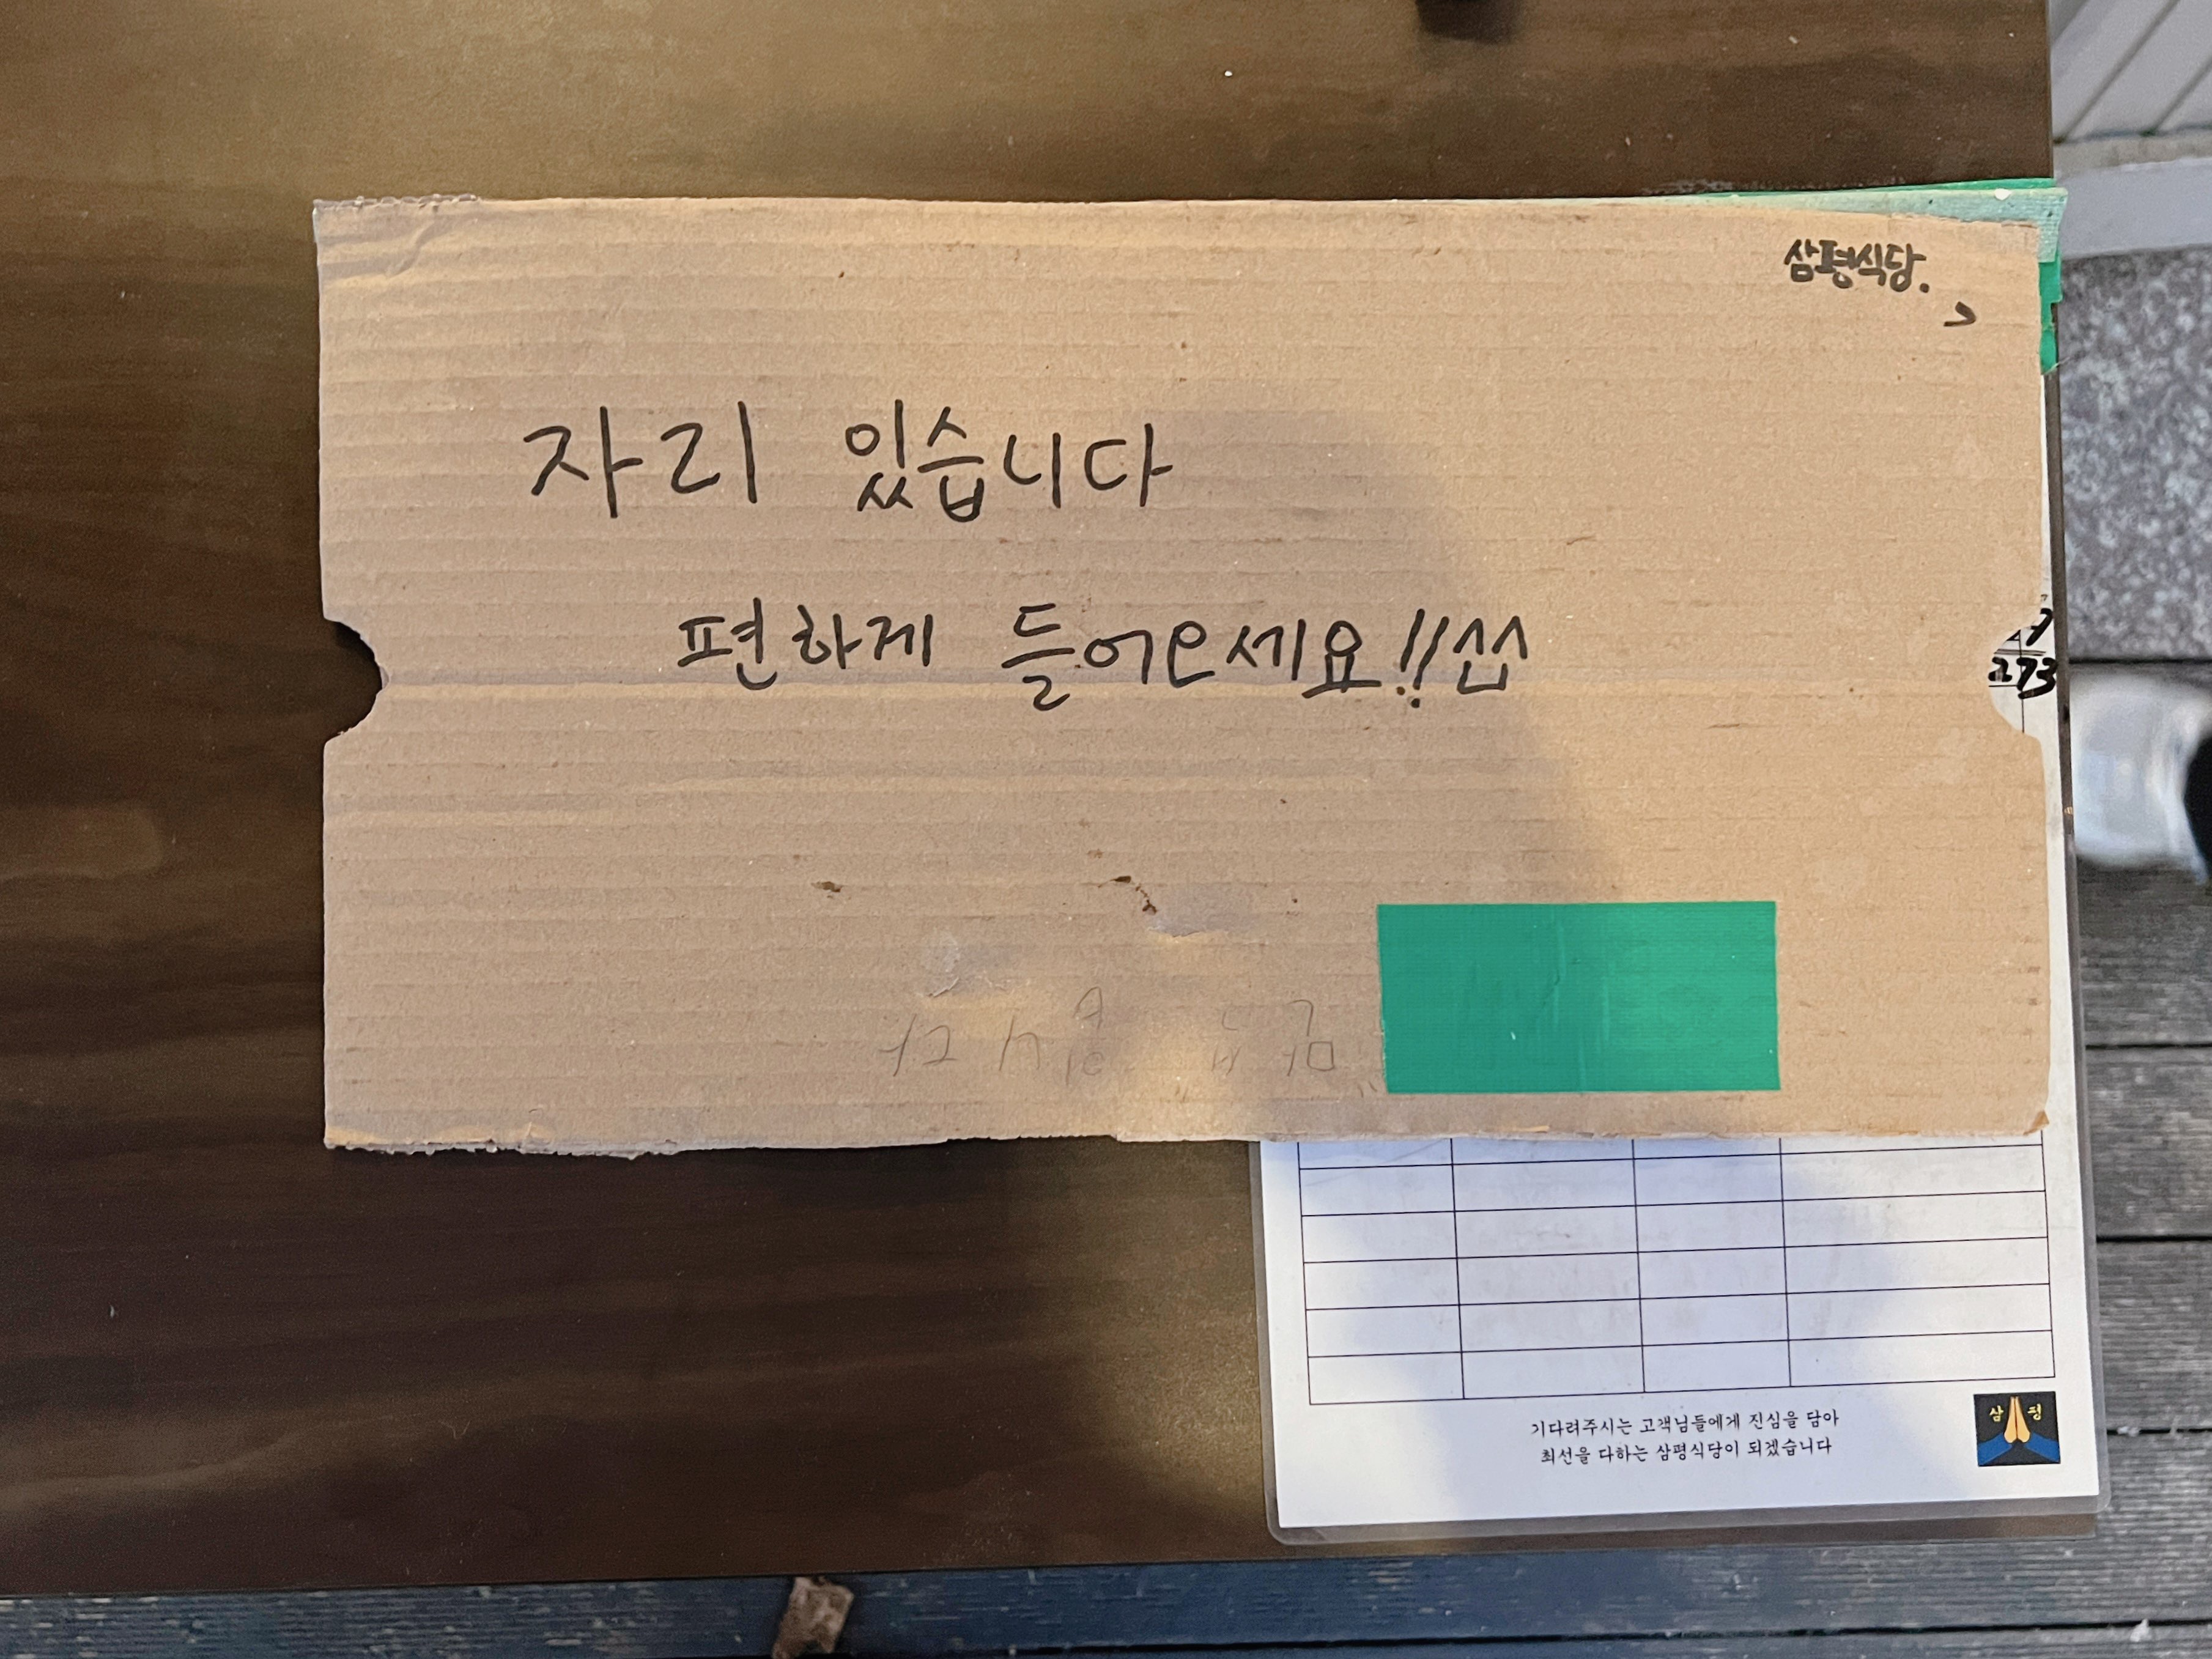 삼평식당.
자리 있습니다
편하게 들어오세요!! ^^
273
기다려주시는 고객님들에게 진심을 담아
최선을 다하는 삼평식당이 되겠습니다
삼평